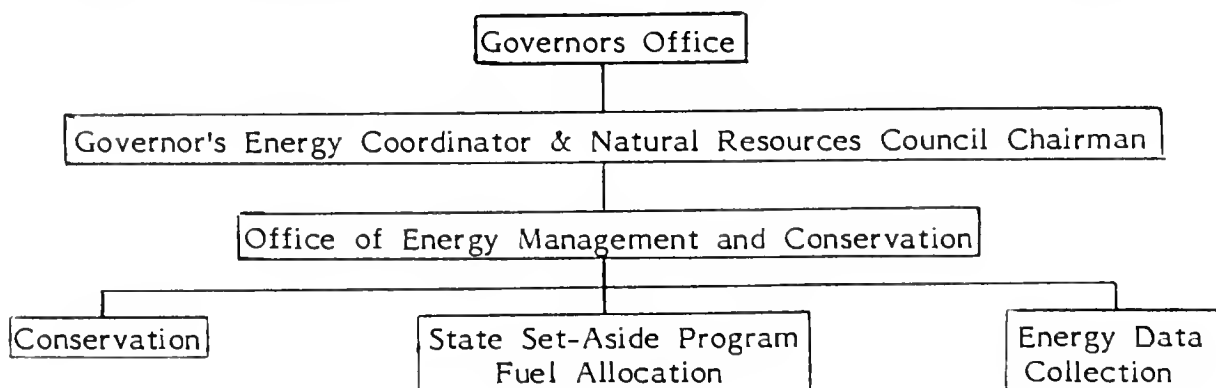 Governors Office
Governor's Energy Coordinator & Natural Resources Council Chairman
Office of Energy Management and Conservation
Conservation
State Set-Aside Program
Fuel Allocation
Energy Data
Collection